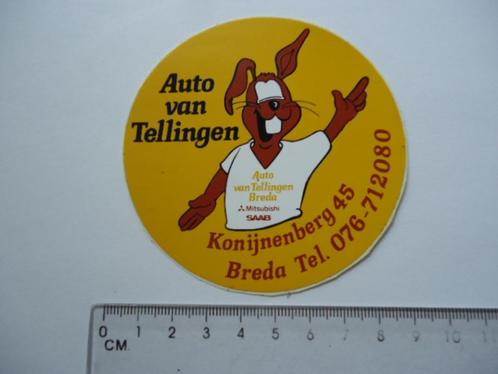 Auto
van
Tellingen
Auto
van Tellingen
Breda
Mitsubishi
SAAB
Konijnenberg 45
Breda Tel. 076-712080
0 1 2 3 4 5 6 7 8 9 10 11
CM